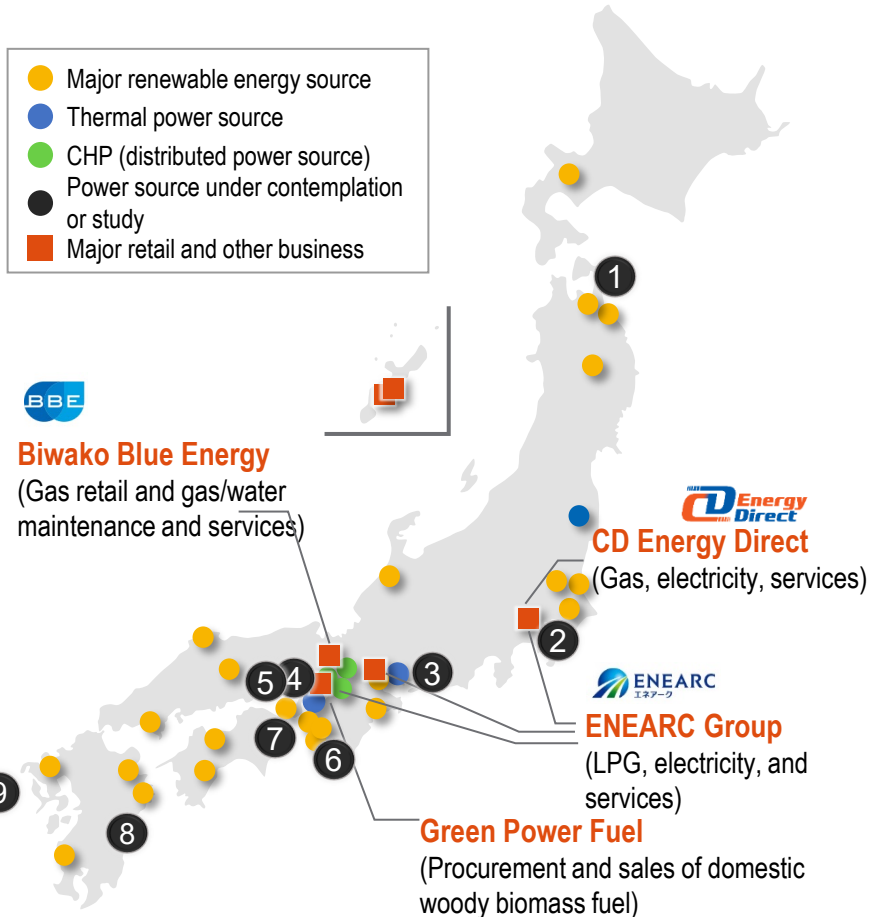 Major renewable energy source
Thermal power source
CHP (distributed power source)
Power source under contemplation
or study
Major retail and other business
1
BBE
Biwako Blue Energy
(Gas retail and gas/water
maintenance and services)
CD Energy
Direct
CD Energy Direct
(Gas, electricity, services)
2
3
4
5
ENEARC
エネアーク
ENEARC Group
(LPG, electricity, and
services)
7
6
9
8
Green Power Fuel
(Procurement and sales of domestic
woody biomass fuel)